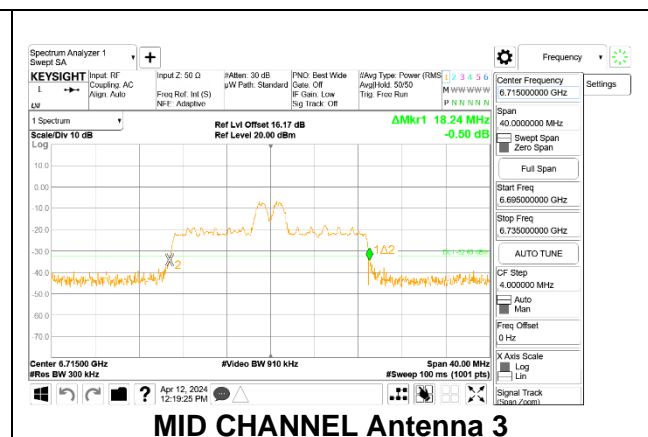 Spectrum Analyzer 1
Swept SA
+
Frequency
KEYSIGHT
L
Input: RF
Coupling: AC
Align: Auto
Input Z: 50 Ω
Freq Ref: Int (S)
NFE: Adaptive
#Atten: 30 dB
µW Path: Standard
PNO: Best Wide
Gate: Off
IF Gain: Low
Sig Track: Off
#Avg Type: Power (RMS
Avg|Hold: 50/50
Trig: Free Run
1 2 3 4 5 6
M W W W W W
P N N N N N
Center Frequency
6.715000000 GHz
Settings
Span
40.0000000 MHz
Swept Span
Zero Span
Full Span
Start Freq
6.695000000 GHz
Stop Freq
6.735000000 GHz
AUTO TUNE
CF Step
4.000000 MHz
Auto
Man
Freq Offset
0 Hz
X Axis Scale
Log
Lin
Signal Track
(Span Zoom)
1 Spectrum
Scale/Div 10 dB
Log
Ref Lvl Offset 16.17 dB
Ref Level 20.00 dBm
ΔMkr1 18.24 MHz
-0.50 dB
10.0
0.00
-10.0
-20.0
-30.0
-40.0
-50.0
-60.0
-70.0
2
1Δ2
Center 6.71500 GHz
#Res BW 300 kHz
#Video BW 910 kHz
Span 40.00 MHz
#Sweep 100 ms (1001 pts)
?
Apr 12, 2024
12:19:25 PM
MID CHANNEL Antenna 3